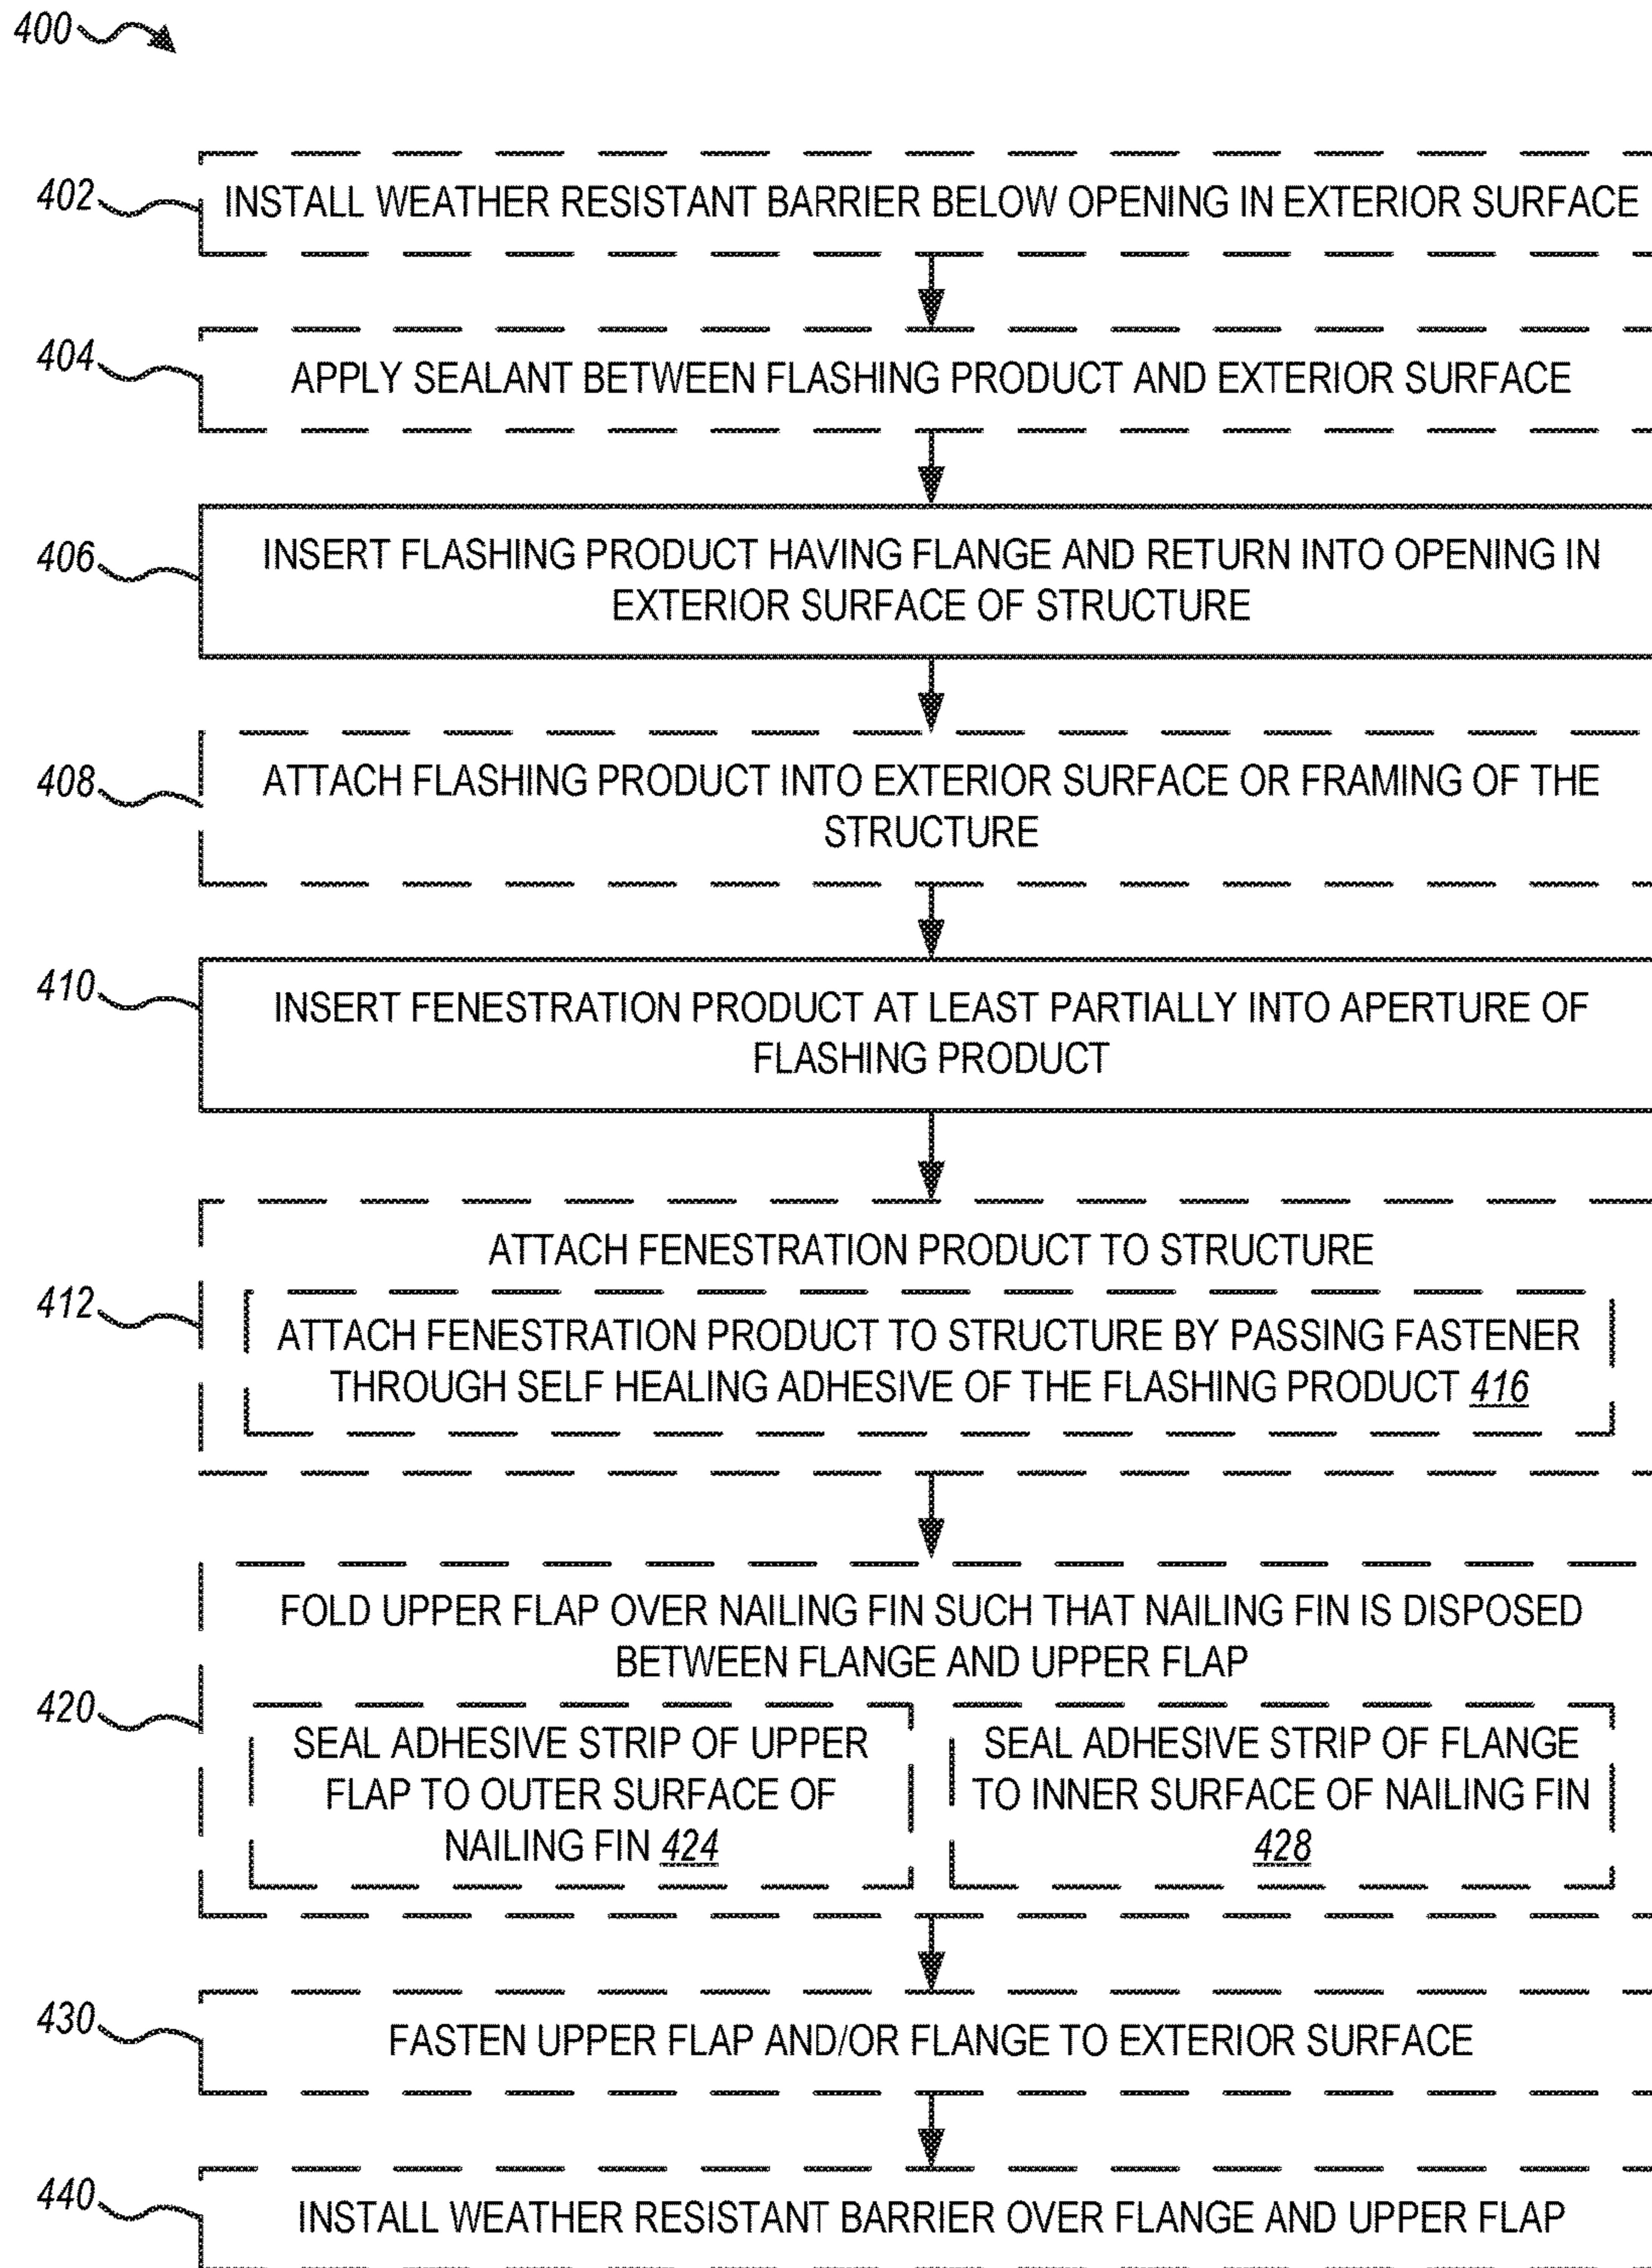 400
402
INSTALL WEATHER RESISTANT BARRIER BELOW OPENING IN EXTERIOR SURFACE
404
APPLY SEALANT BETWEEN FLASHING PRODUCT AND EXTERIOR SURFACE
406
INSERT FLASHING PRODUCT HAVING FLANGE AND RETURN INTO OPENING IN
EXTERIOR SURFACE OF STRUCTURE
408
ATTACH FLASHING PRODUCT INTO EXTERIOR SURFACE OR FRAMING OF THE
STRUCTURE
410
INSERT FENESTRATION PRODUCT AT LEAST PARTIALLY INTO APERTURE OF
FLASHING PRODUCT
412
ATTACH FENESTRATION PRODUCT TO STRUCTURE
ATTACH FENESTRATION PRODUCT TO STRUCTURE BY PASSING FASTENER
THROUGH SELF HEALING ADHESIVE OF THE FLASHING PRODUCT 416
420
FOLD UPPER FLAP OVER NAILING FIN SUCH THAT NAILING FIN IS DISPOSED
BETWEEN FLANGE AND UPPER FLAP
SEAL ADHESIVE STRIP OF UPPER
FLAP TO OUTER SURFACE OF
NAILING FIN 424
SEAL ADHESIVE STRIP OF FLANGE
TO INNER SURFACE OF NAILING FIN
428
430
FASTEN UPPER FLAP AND/OR FLANGE TO EXTERIOR SURFACE
440
INSTALL WEATHER RESISTANT BARRIER OVER FLANGE AND UPPER FLAP